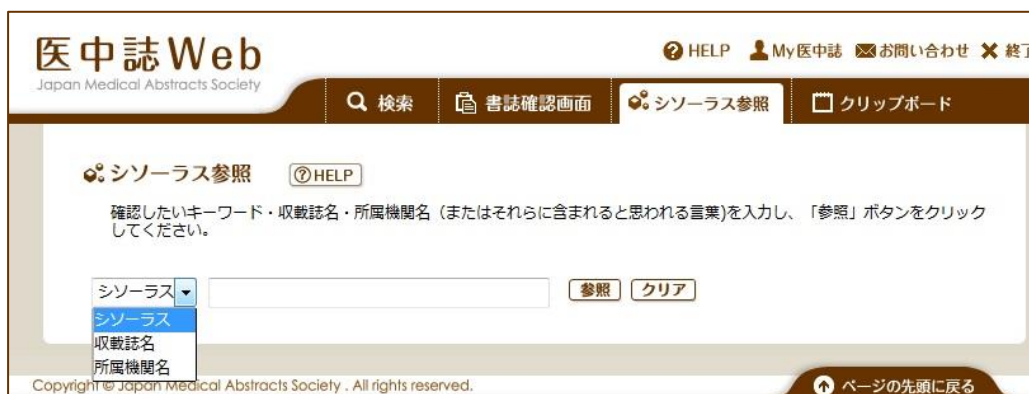 医中誌Web
Japan Medical Abstracts Society
HELP My医中誌 お問い合わせ 終了
検索 書誌確認画面 シソーラス参照 クリップボード
シソーラス参照 HELP
確認したいキーワード・収載誌名・所属機関名（またはそれらに含まれると思われる言葉)を入力し、「参照」ボタンをクリック
してください。
シソーラス 参照 クリア
シソーラス
収載誌名
所属機関名
Copyright © Japan Medical Abstracts Society . All rights reserved.
ページの先頭に戻る